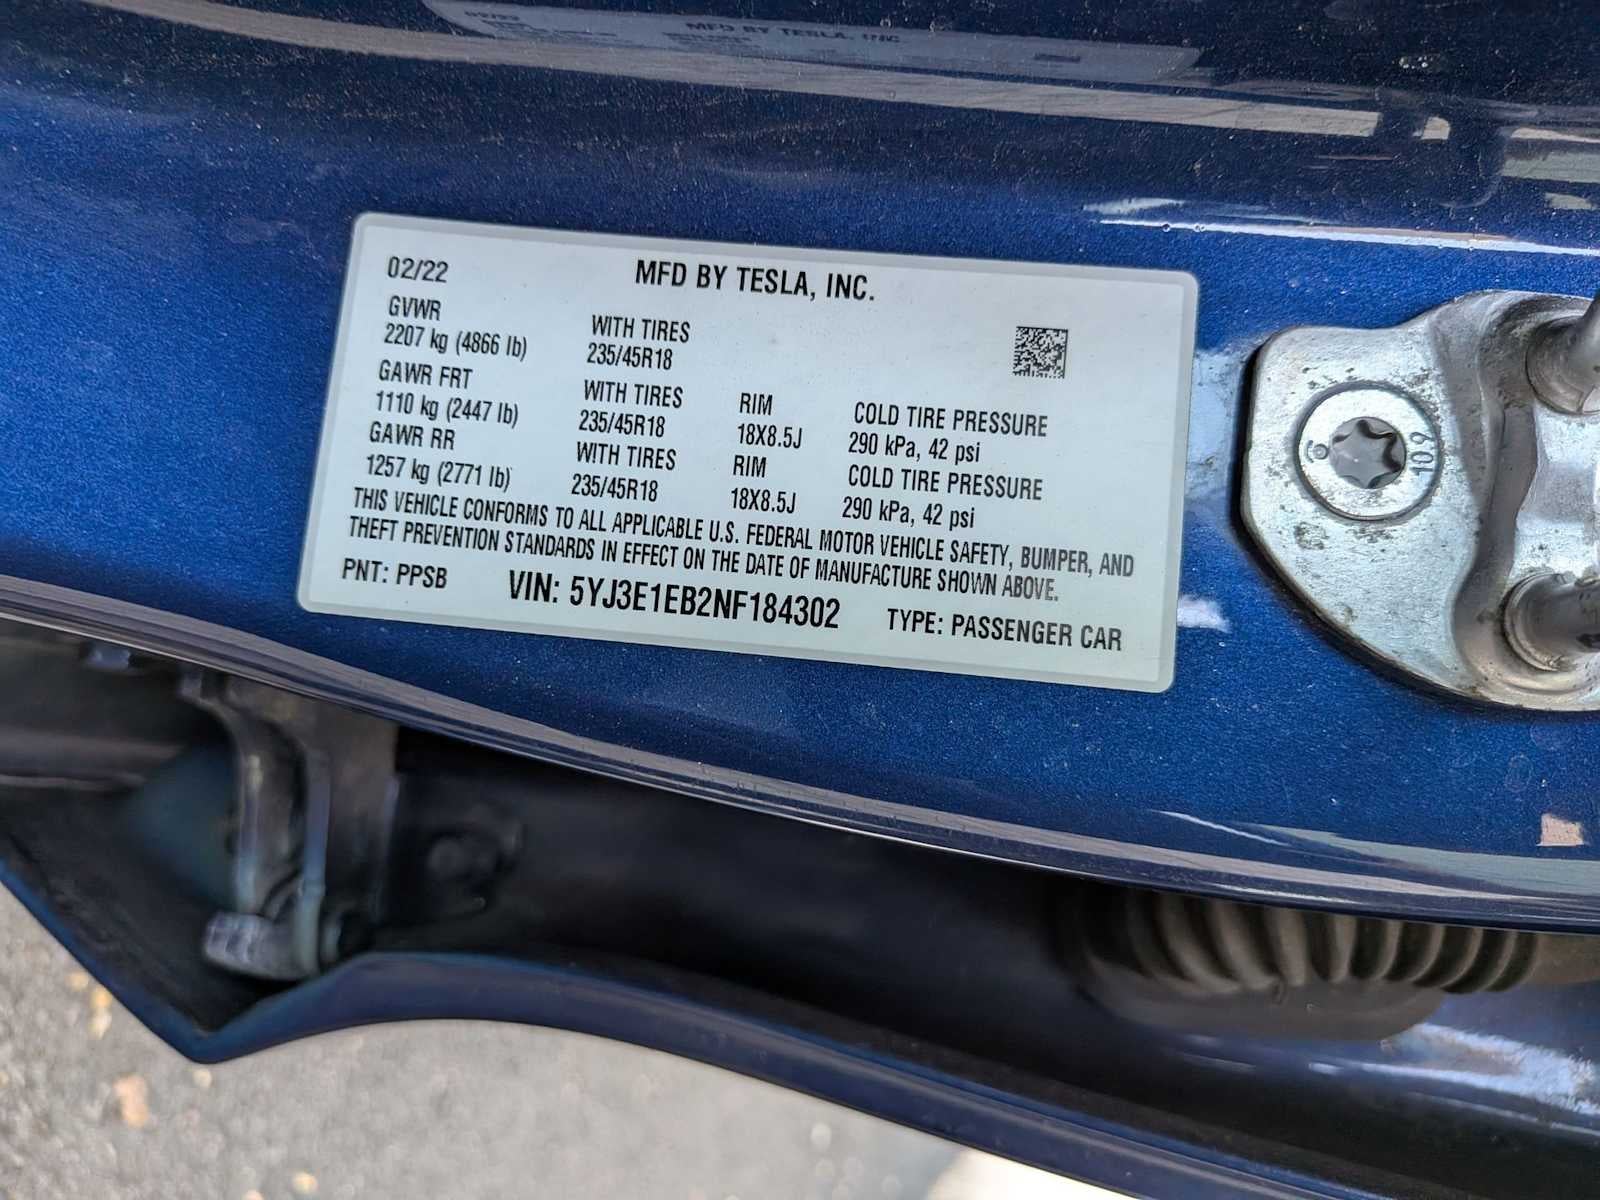 02/22
MFD BY TESLA, INC.
GVWR
2207 kg (4866 lb)
WITH TIRES
235/45R18
GAWR FRT
1110 kg (2447 lb)
WITH TIRES
235/45R18
RIM
18X8.5J
COLD TIRE PRESSURE
290 kPa, 42 psi
GAWR RR
1257 kg (2771 lb)
WITH TIRES
235/45R18
RIM
18X8.5J
COLD TIRE PRESSURE
290 kPa, 42 psi
THIS VEHICLE CONFORMS TO ALL APPLICABLE U.S. FEDERAL MOTOR VEHICLE SAFETY, BUMPER, AND
THEFT PREVENTION STANDARDS IN EFFECT ON THE DATE OF MANUFACTURE SHOWN ABOVE.
PNT: PPSB
VIN: 5YJ3E1EB2NF184302
TYPE: PASSENGER CAR
10.9